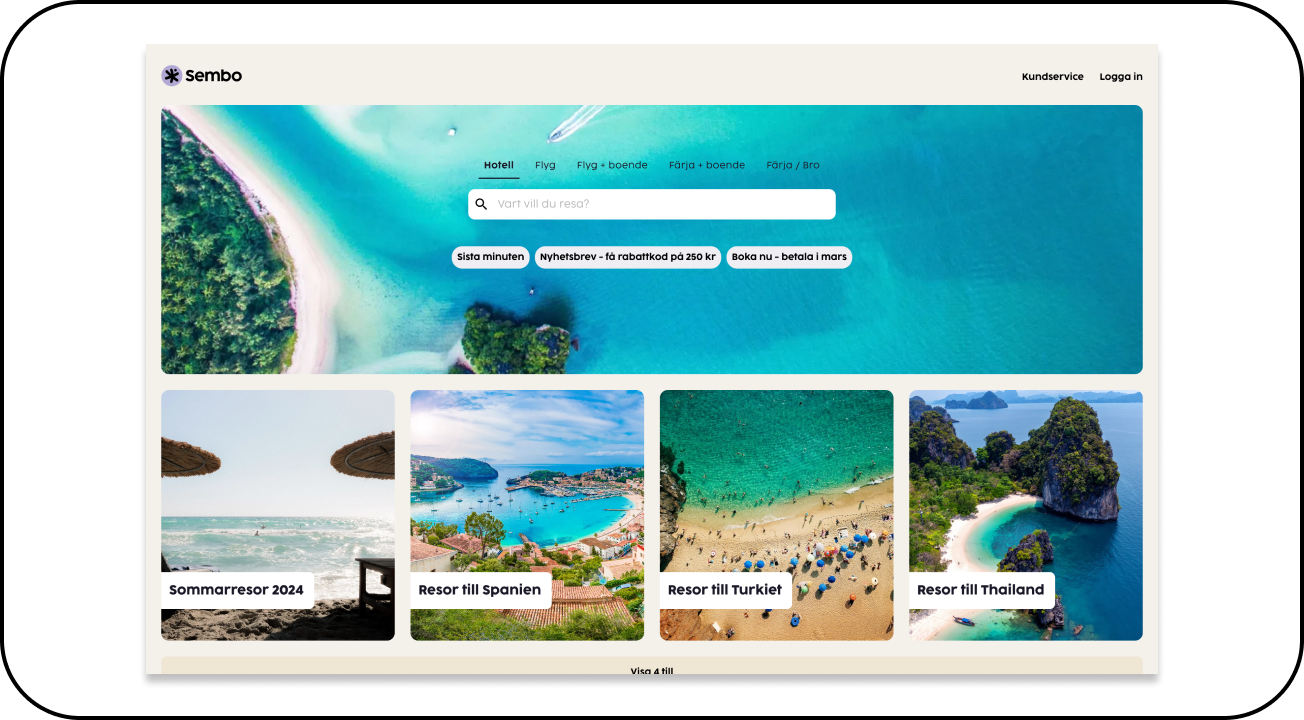 Sembo
Kundservice
Logga in
Hotell
Flyg
Flyg + boende
Färja + boende
Färja / Bro
Vart vill du resa?
Sista minuten
Nyhetsbrev - få rabattkod på 250 kr
Boka nu - betala i mars
Sommarresor 2024
Resor till Spanien
Resor till Turkiet
Resor till Thailand
Visa 4 till